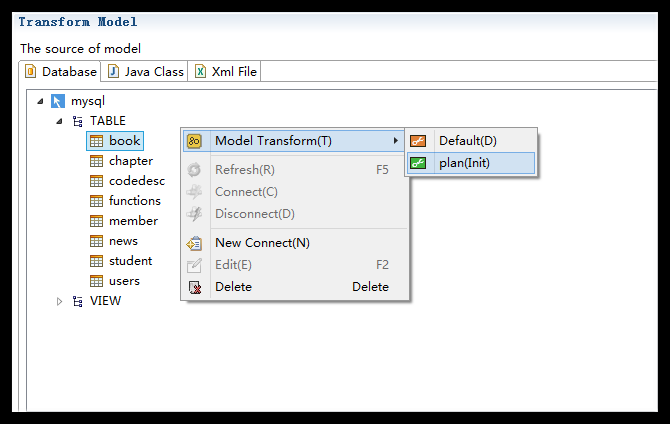 Transform Model
The source of model
Database Java Class Xml File
mysql
TABLE
book
chapter
codedesc
functions
member
news
student
users
VIEW
Model Transform(T)
Refresh(R) F5
Connect(C)
Disconnect(D)
New Connect(N)
Edit(E) F2
Delete Delete
Default(D)
plan(Init)